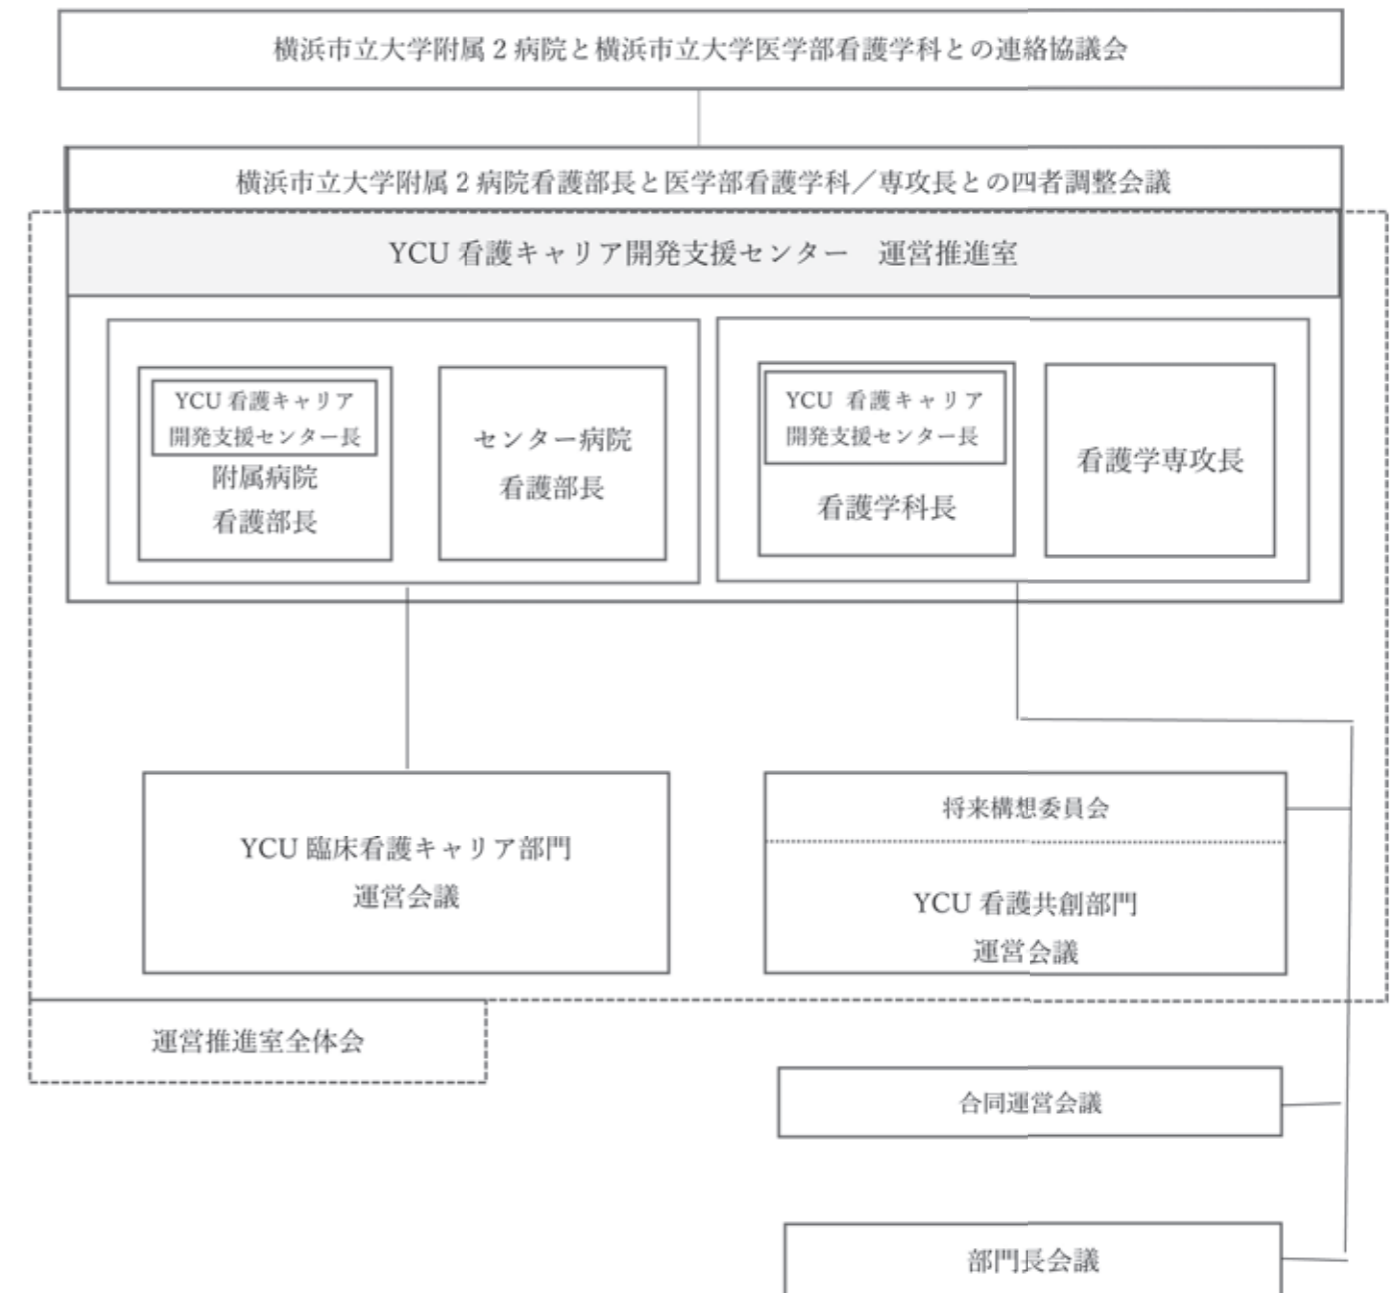 横浜市立大学附属 2 病院と横浜市立大学医学部看護学科との連絡協議会
横浜市立大学附属 2 病院看護部長と医学部看護学科／専攻長との四者調整会議
YCU 看護キャリア開発支援センター　運営推進室
YCU 看護キャリア
開発支援センター長
附属病院
看護部長
センター病院
看護部長
YCU 看護キャリア
開発支援センター長
看護学科長
看護学専攻長
YCU 臨床看護キャリア部門
運営会議
将来構想委員会
YCU 看護共創部門
運営会議
運営推進室全体会
合同運営会議
部門長会議